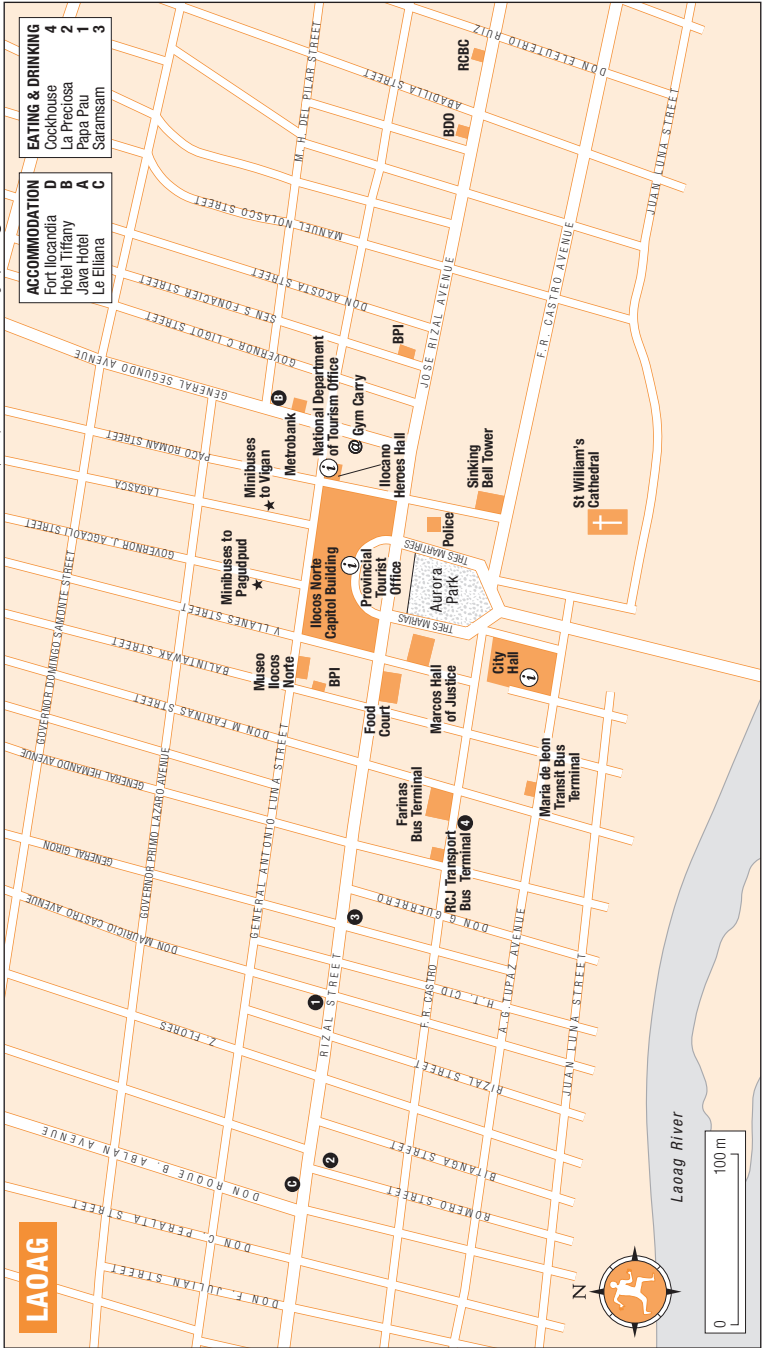 LAOAG
ACCOMMODATION
Fort Ilocandia D
Hotel Tiffany B
Java Hotel A
Le Elliana C
EATING & DRINKING
Cockhouse 4
La Preciosa 2
Papa Pau 1
Saramsam 3
GOVERNOR DOMINGO SAMONTE STREET
GOVERNOR PRIMO LAZARO AVENUE
GENERAL ANTONIO LUNA STREET
M. H. DEL PILAR STREET
RIZAL STREET
JOSE RIZAL AVENUE
F.R. CASTRO
F.R. CASTRO AVENUE
A.G. TUPAZ AVENUE
JUAN LUNA STREET
JUAN LUNA STREET
DON F. JULIAN STREET
DON C. PERALTA STREET
DON ROQUE B. ABLAN AVENUE
Z. FLORES
DON MAURICIO CASTRO AVENUE
GENERAL GIRON
GENERAL HEMANDO AVENUE
DON M FARINAS STREET
BALINTAWAK STREET
V LLANES STREET
GOVERNOR J. AGCAOLI STREET
LAGASCA
PACO ROMAN STREET
GENERAL SEGUNDO AVENUE
GOVERNOR C LIGOT STREET
SEN S FONACIER STREET
DON ACOSTA STREET
MANUEL NOLASCO STREET
ABADILLA STREET
DON ELEUTERIO RUIZ
ROMERO STREET
BITANGA STREET
RIZAL STREET
H.T. CID
DON G GUERRERO
TRES MARIAS
TRES MARTIRES
Minibuses to
Pagudpud
Minibuses
to Vigan
Metrobank
B
National Department
of Tourism Office
i
@ Gym Carry
Ilocano
Heroes Hall
BPI
BDO
RCBC
Museo
Ilocos
Norte
BPI
Ilocos Norte
Capitol Building
i
Provincial
Tourist
Office
Food
Court
Marcos Hall
of Justice
Aurora
Park
Police
Sinking
Bell Tower
St William's
Cathedral
City
Hall
i
Farinas
Bus Terminal
RCJ Transport
Bus Terminal
4
Maria de leon
Transit Bus
Terminal
C
2
1
3
Laoag River
N
0 100 m